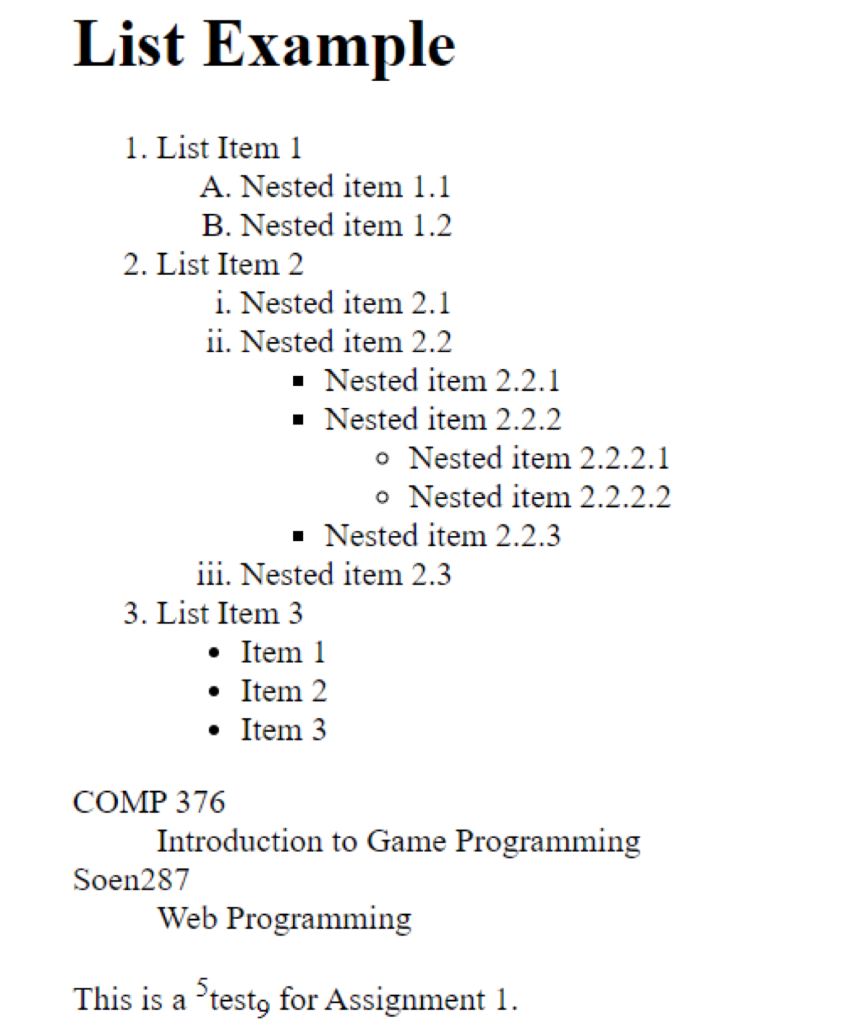 List Example
1. List Item 1
A. Nested item 1.1
B. Nested item 1.2
2. List Item 2
i. Nested item 2.1
ii. Nested item 2.2
▪ Nested item 2.2.1
▪ Nested item 2.2.2
◦ Nested item 2.2.2.1
◦ Nested item 2.2.2.2
▪ Nested item 2.2.3
iii. Nested item 2.3
3. List Item 3
• Item 1
• Item 2
• Item 3
COMP 376
Introduction to Game Programming
Soen287
Web Programming
This is a ⁵test₉ for Assignment 1.